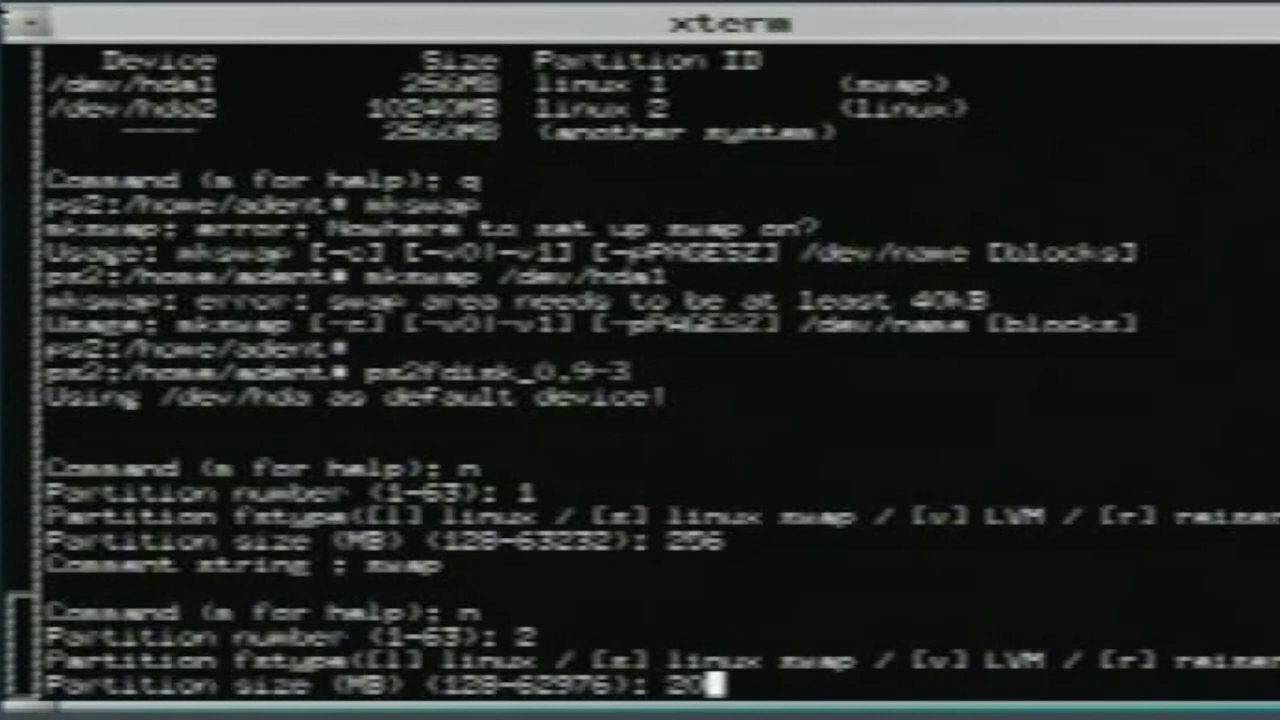 xterm
Device Size Partition ID
/dev/hda1 256MB linux 1 (swap)
/dev/hda2 10240MB linux 2 (linux)
----- 2560MB (another system)
Command (m for help): q
ps2:/home/adent# mkswap
mkswap: error: Nowhere to set up swap on?
Usage: mkswap [-c] [-v0|-v1] [-pPAGESZ] /dev/name [blocks]
ps2:/home/adent# mkswap /dev/hda1
mkswap: error: swap area needs to be at least 40kB
Usage: mkswap [-c] [-v0|-v1] [-pPAGESZ] /dev/name [blocks]
ps2:/home/adent#
ps2:/home/adent# ps2fdisk_0.9-3
Using /dev/hda as default device!
Command (m for help): n
Partition number (1-63): 1
Partition fstype([l] linux / [s] linux swap / [v] LVM / [r] reiser
Partition size (MB) (128-63232): 256
Comment string : swap
Command (m for help): n
Partition number (1-63): 2
Partition fstype([l] linux / [s] linux swap / [v] LVM / [r] reiser
Partition size (MB) (128-62976): 20